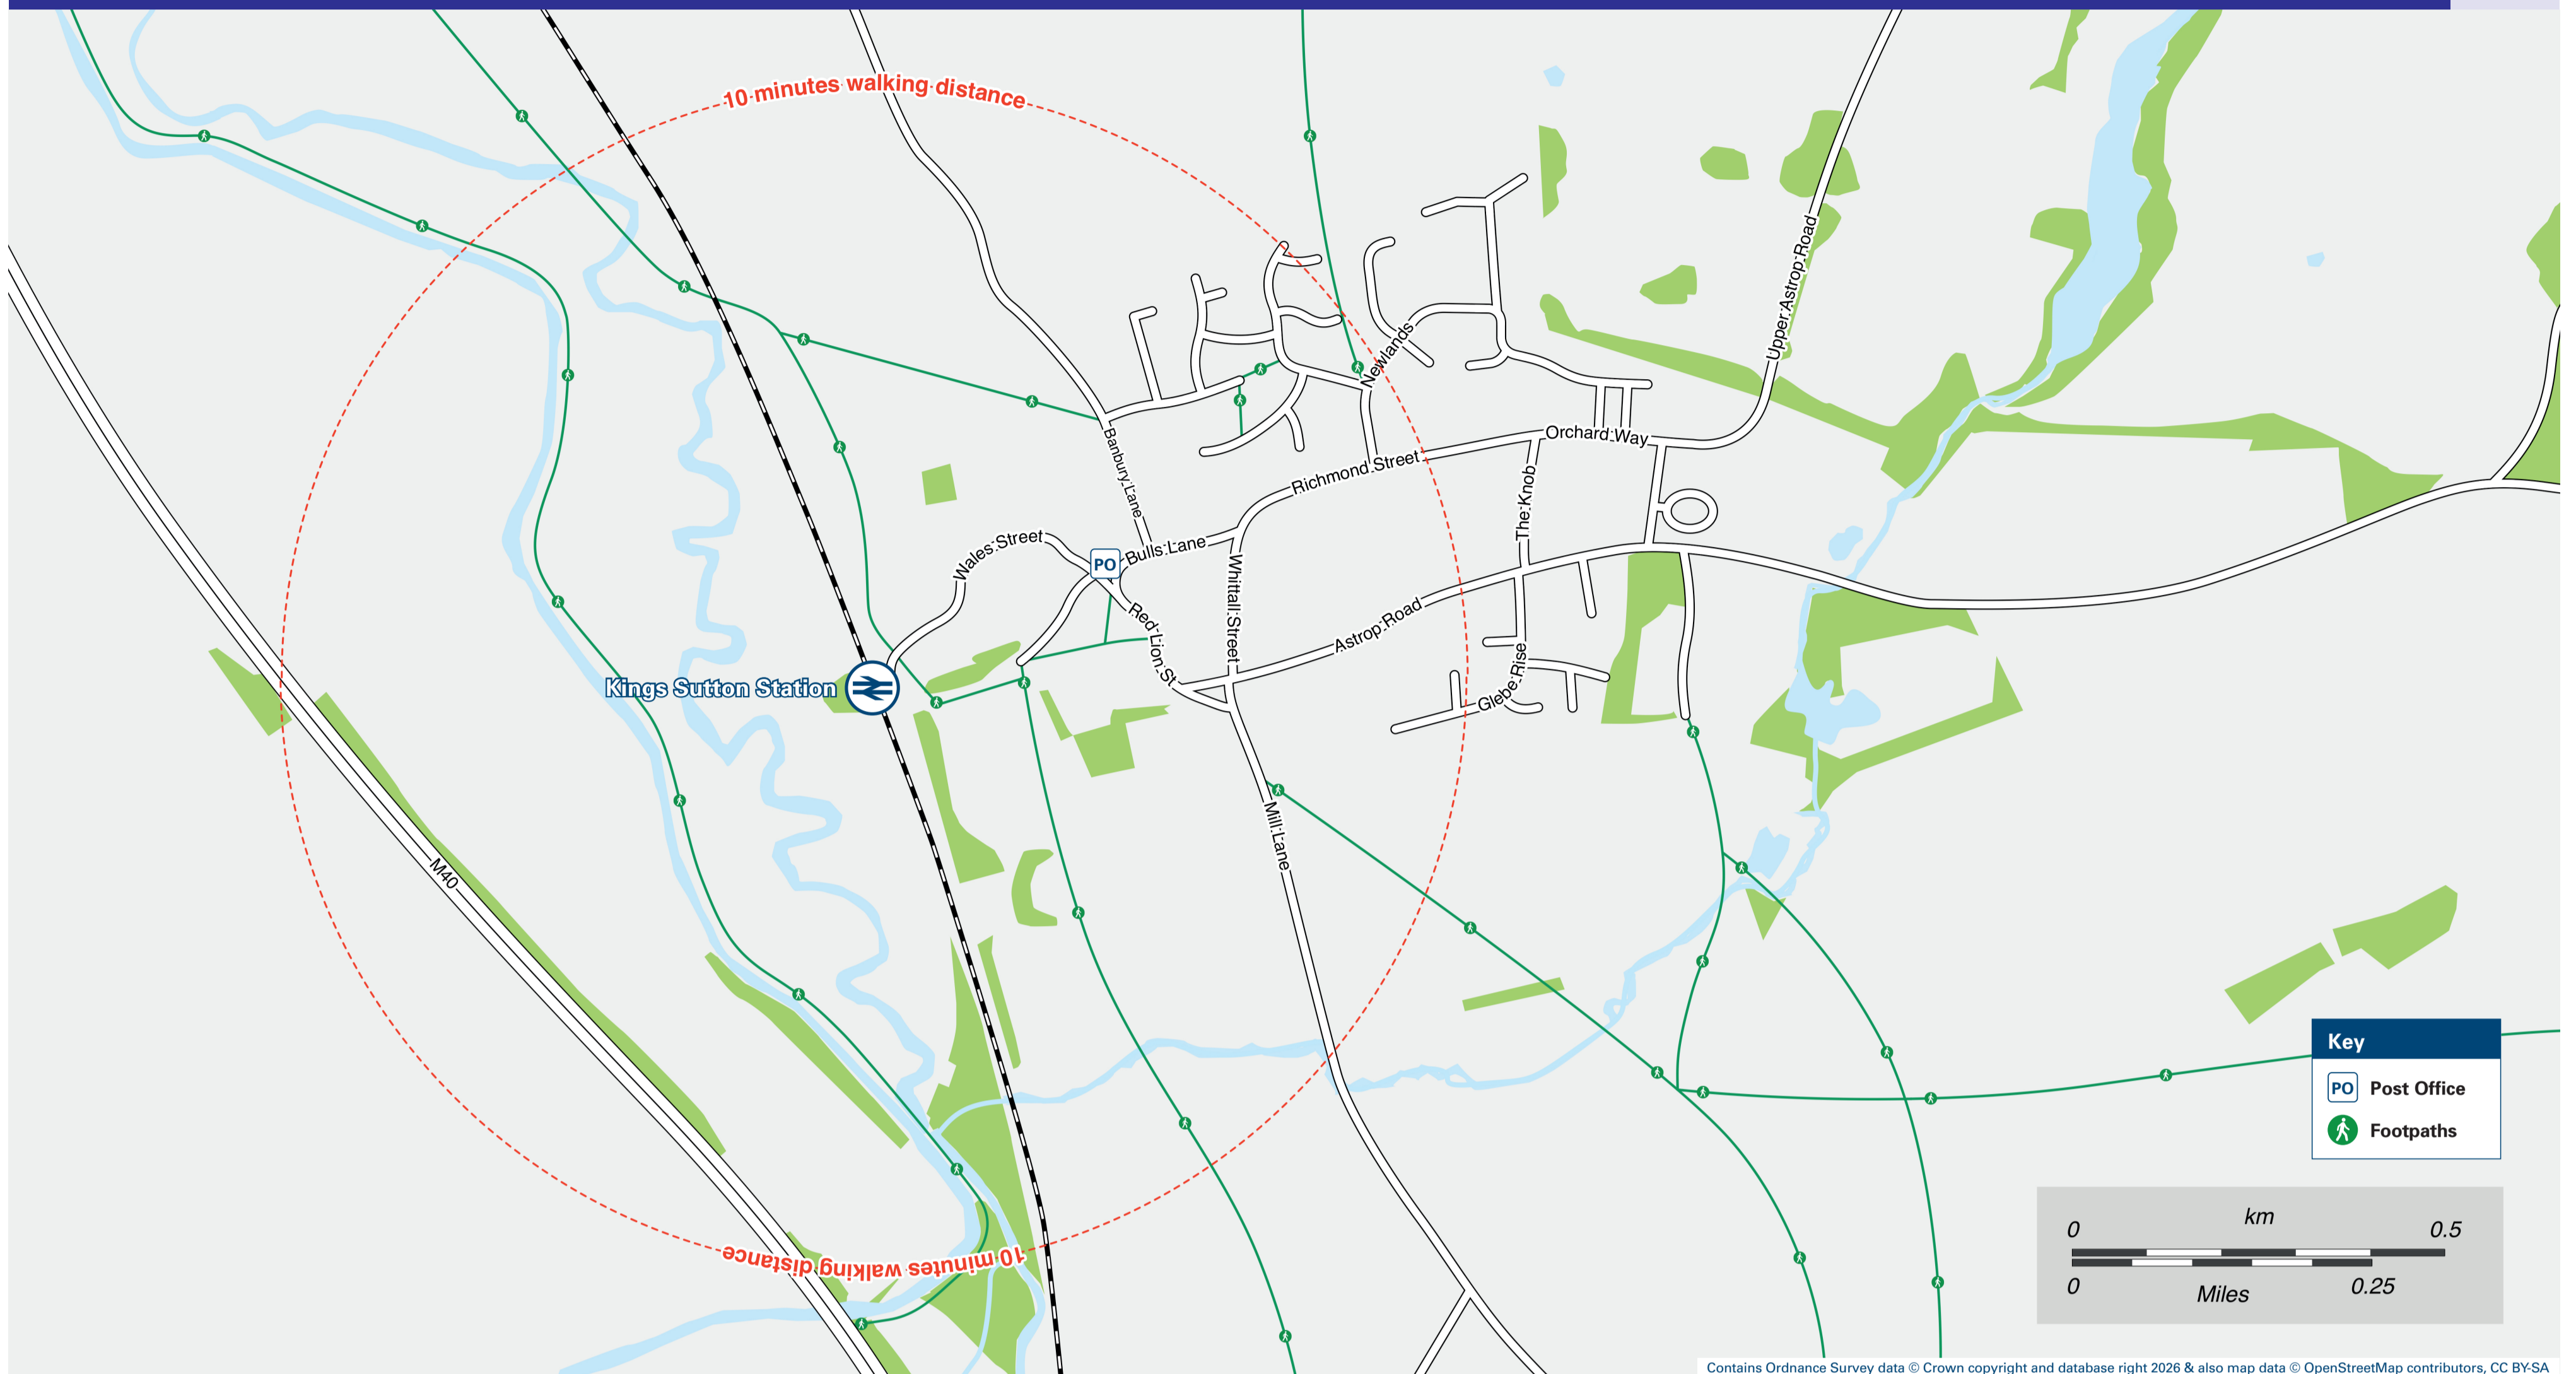 10 minutes walking distance
Upper Astrop Road
Newlands
Orchard Way
Banbury Lane
Richmond Street
The Knob
Wales Street
Bulls Lane
PO
Whittall Street
Red Lion St
Astrop Road
Glebe Rise
Kings Sutton Station
Mill Lane
M40
10 minutes walking distance
Key
PO Post Office
Footpaths
km
0 0.5
0 0.25
Miles
Contains Ordnance Survey data © Crown copyright and database right 2026 & also map data © OpenStreetMap contributors, CC BY-SA